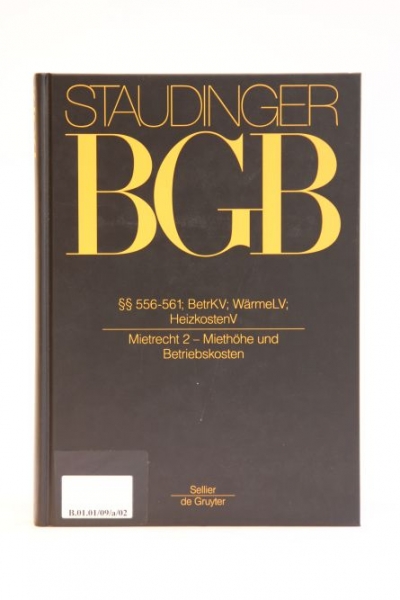 STAUDINGER
BGB
§§ 556-561; BetrKV; WärmeLV;
HeizkostenV
Mietrecht 2 – Miethöhe und
Betriebskosten
Sellier
de Gruyter
B.01.01/09/a/02